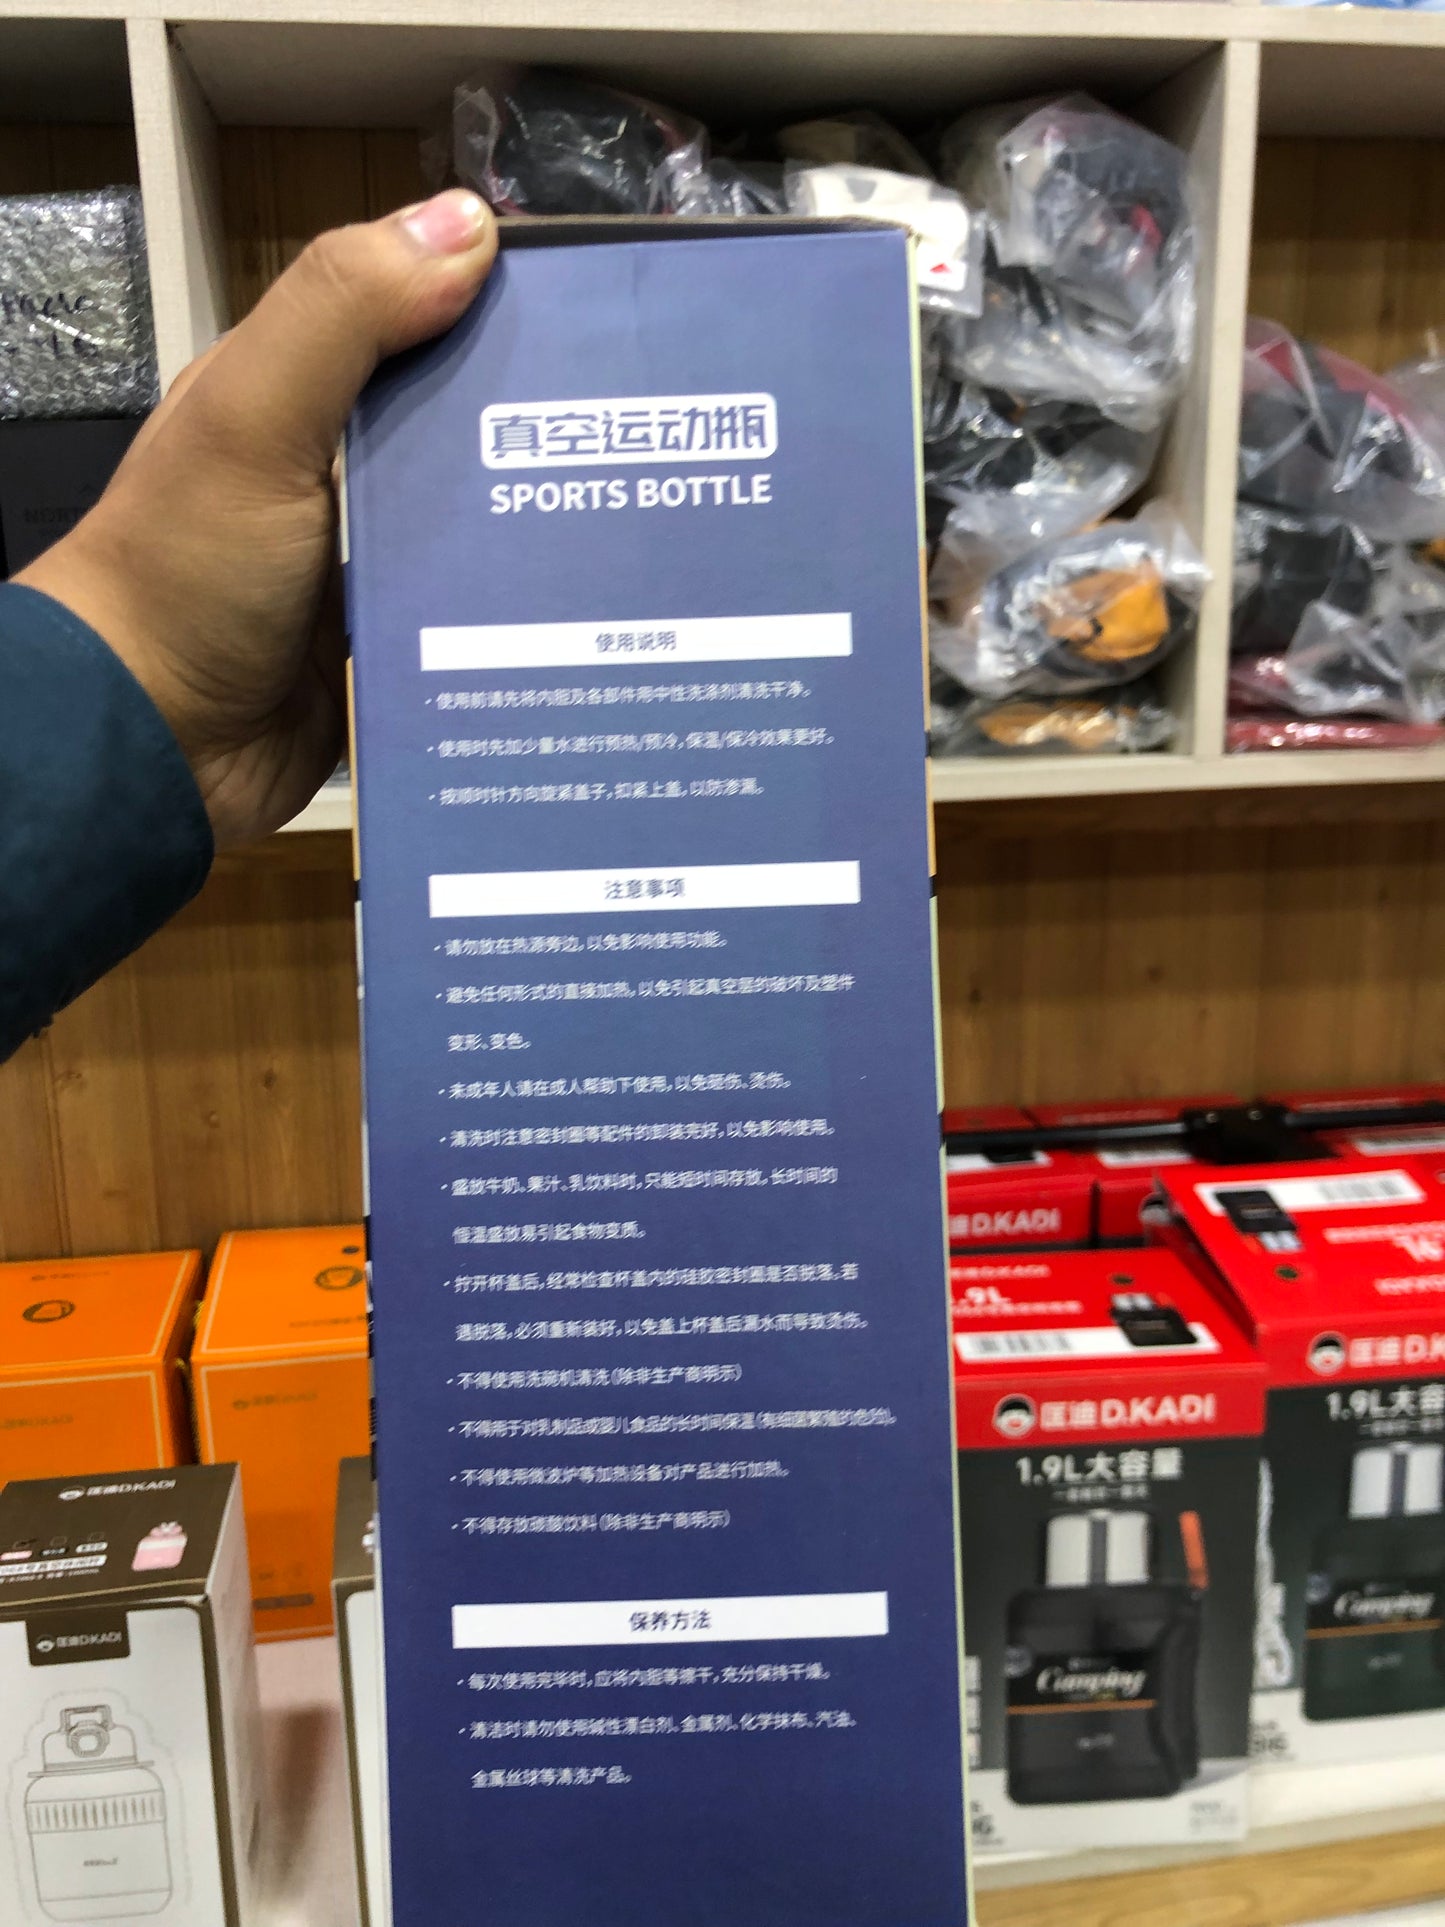 真空运动瓶
SPORTS BOTTLE
使用说明
·使用前请先将内胆及各部件用中性洗涤剂清洗干净。
·使用时先加少量水进行预热/预冷,保温/保冷效果更好。
·按顺时针方向旋紧盖子,扣紧上盖,以防渗漏。
注意事项
·请勿放在热源旁边,以免影响使用功能。
·避免任何形式的直接加热,以免引起真空层的破坏及塑件
变形、变色。
·未成年人请在成人帮助下使用,以免砸伤、烫伤。
·清洗时注意密封圈等配件的卸装完好,以免影响使用。
·盛放牛奶、果汁、乳饮料时,只能短时间存放,长时间的
恒温盛放易引起食物变质。
·拧开杯盖后,经常检查杯盖内的硅胶密封圈是否脱落。若
遇脱落,必须重新装好,以免盖上杯盖后漏水而导致烫伤。
·不得使用洗碗机清洗(除非生产商明示)
·不得用于对乳制品或婴儿食品的长时间保温(有细菌繁殖的危险)。
·不得使用微波炉等加热设备对产品进行加热。
·不得存放碳酸饮料(除非生产商明示)
保养方法
·每次使用完毕时,应将内胆等擦干,充分保持干燥。
·清洁时请勿使用碱性漂白剂、金属剂、化学抹布、汽油、
金属丝球等清洗产品。
匡迪D.KADI
.9L
匡迪D.KADI
1.9L大容量
Camping
匡迪D.K
1.9L大容
Camping
匡迪D.KADI
匡迪D.KADI